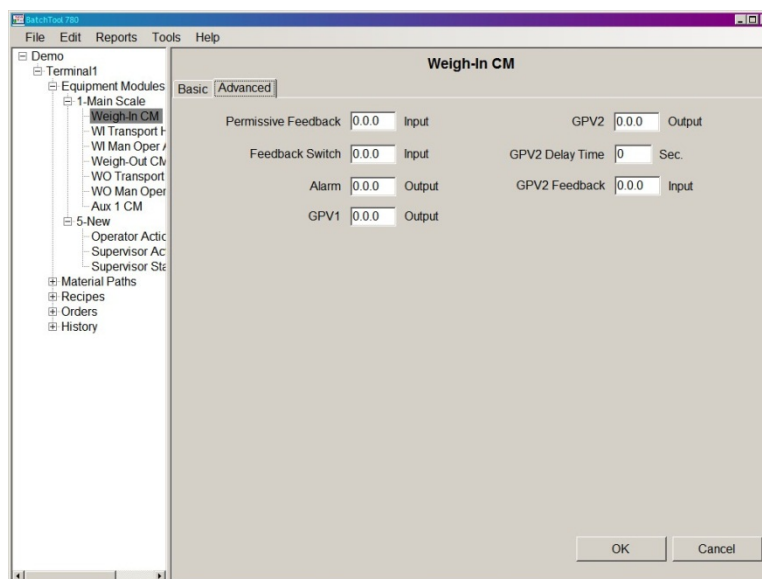 BatchTool 780
File Edit Reports Tools Help
Demo
Terminal1
Equipment Modules
1-Main Scale
Weigh-In CM
WI Transport
WI Man Oper
Weigh-Out CM
WO Transport
WO Man Oper
Aux 1 CM
5-New
Operator Actic
Supervisor Ac
Supervisor Sta
Material Paths
Recipes
Orders
History
Weigh-In CM
Basic Advanced
Permissive Feedback 0.0.0 Input
Feedback Switch 0.0.0 Input
Alarm 0.0.0 Output
GPV1 0.0.0 Output
GPV2 0.0.0 Output
GPV2 Delay Time 0 Sec.
GPV2 Feedback 0.0.0 Input
OK Cancel